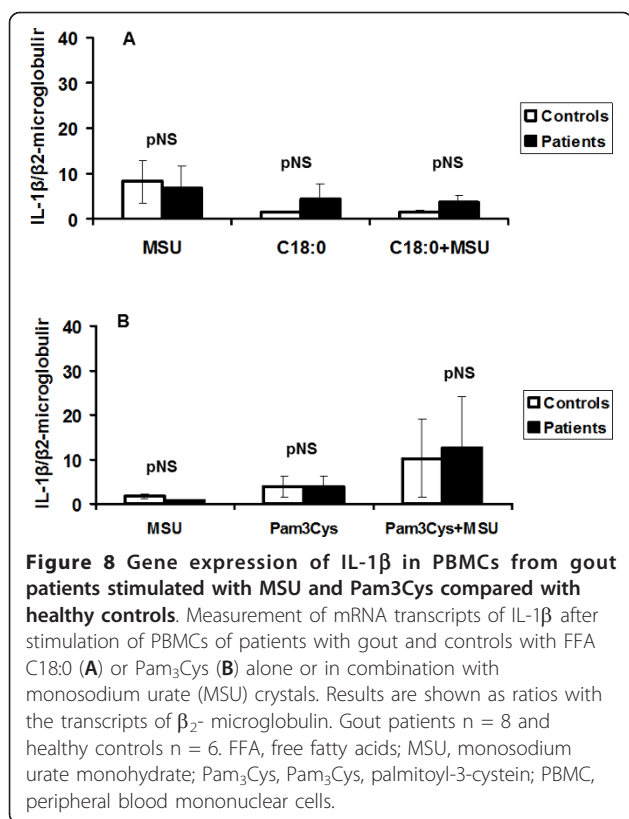 40
A
30
20
10
0
IL-1β/β2-microglobulir
pNS
pNS
pNS
MSU
C18:0
C18:0+MSU
Controls
Patients
40
B
30
20
10
0
IL-1β/β2-microglobulir
pNS
pNS
pNS
MSU
Pam3Cys
Pam3Cys+MSU
Controls
Patients
Figure 8 Gene expression of IL-1β in PBMCs from gout
patients stimulated with MSU and Pam3Cys compared with
healthy controls. Measurement of mRNA transcripts of IL-1β after
stimulation of PBMCs of patients with gout and controls with FFA
C18:0 (A) or Pam₃Cys (B) alone or in combination with
monosodium urate (MSU) crystals. Results are shown as ratios with
the transcripts of β₂- microglobulin. Gout patients n = 8 and
healthy controls n = 6. FFA, free fatty acids; MSU, monosodium
urate monohydrate; Pam₃Cys, Pam₃Cys, palmitoyl-3-cystein; PBMC,
peripheral blood mononuclear cells.